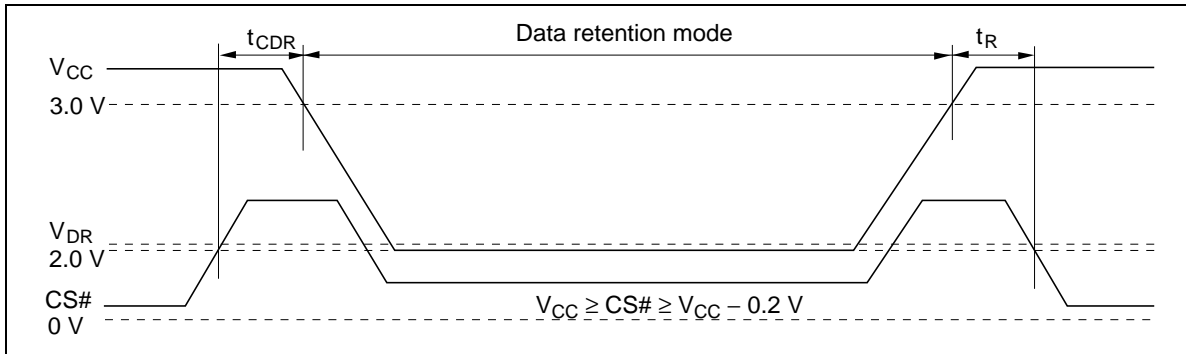 tCDR
Data retention mode
tR
VCC
3.0 V
VDR
2.0 V
CS#
VCC ≥ CS# ≥ VCC – 0.2 V
0 V